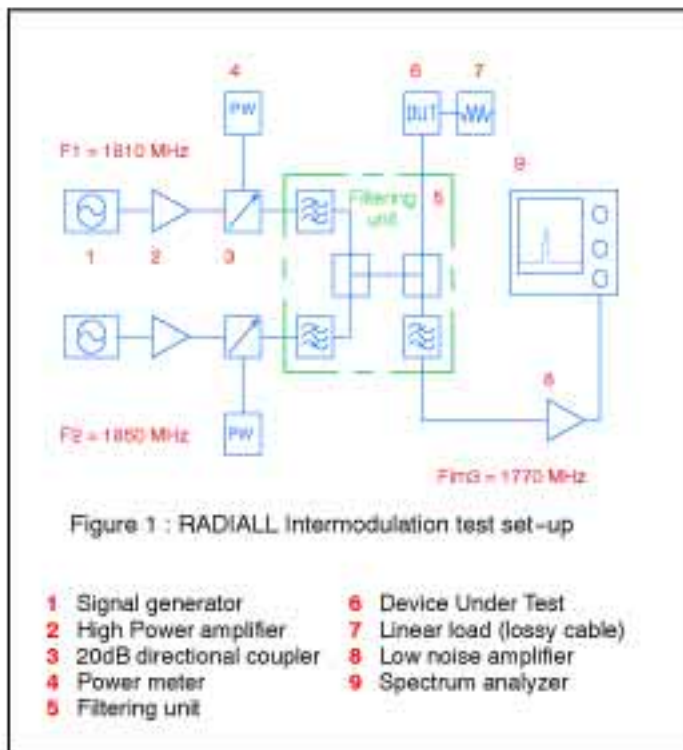 4
6
7
PW
DUT
9
F1 = 1810 MHz
Filtering
unit
5
1
2
3
F2 = 1850 MHz
PW
8
Fim3 = 1770 MHz
Figure 1 : RADIALL Intermodulation test set-up
1 Signal generator
2 High Power amplifier
3 20dB directional coupler
4 Power meter
5 Filtering unit
6 Device Under Test
7 Linear load (lossy cable)
8 Low noise amplifier
9 Spectrum analyzer